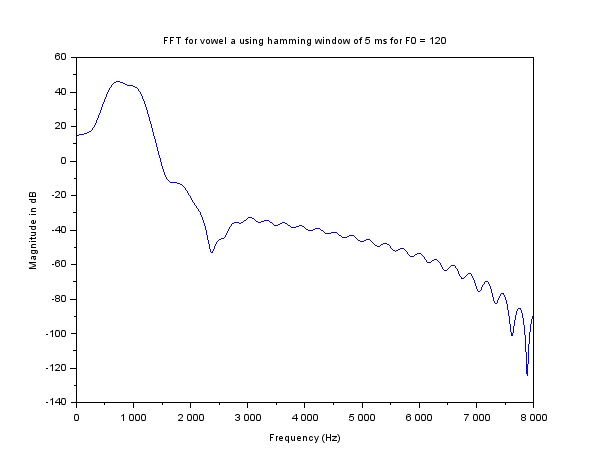 FFT for vowel a using hamming window of 5 ms for F0 = 120
60
40
20
0
-20
-40
-60
-80
-100
-120
-140
Magnitude in dB
0 1 000 2 000 3 000 4 000 5 000 6 000 7 000 8 000
Frequency (Hz)